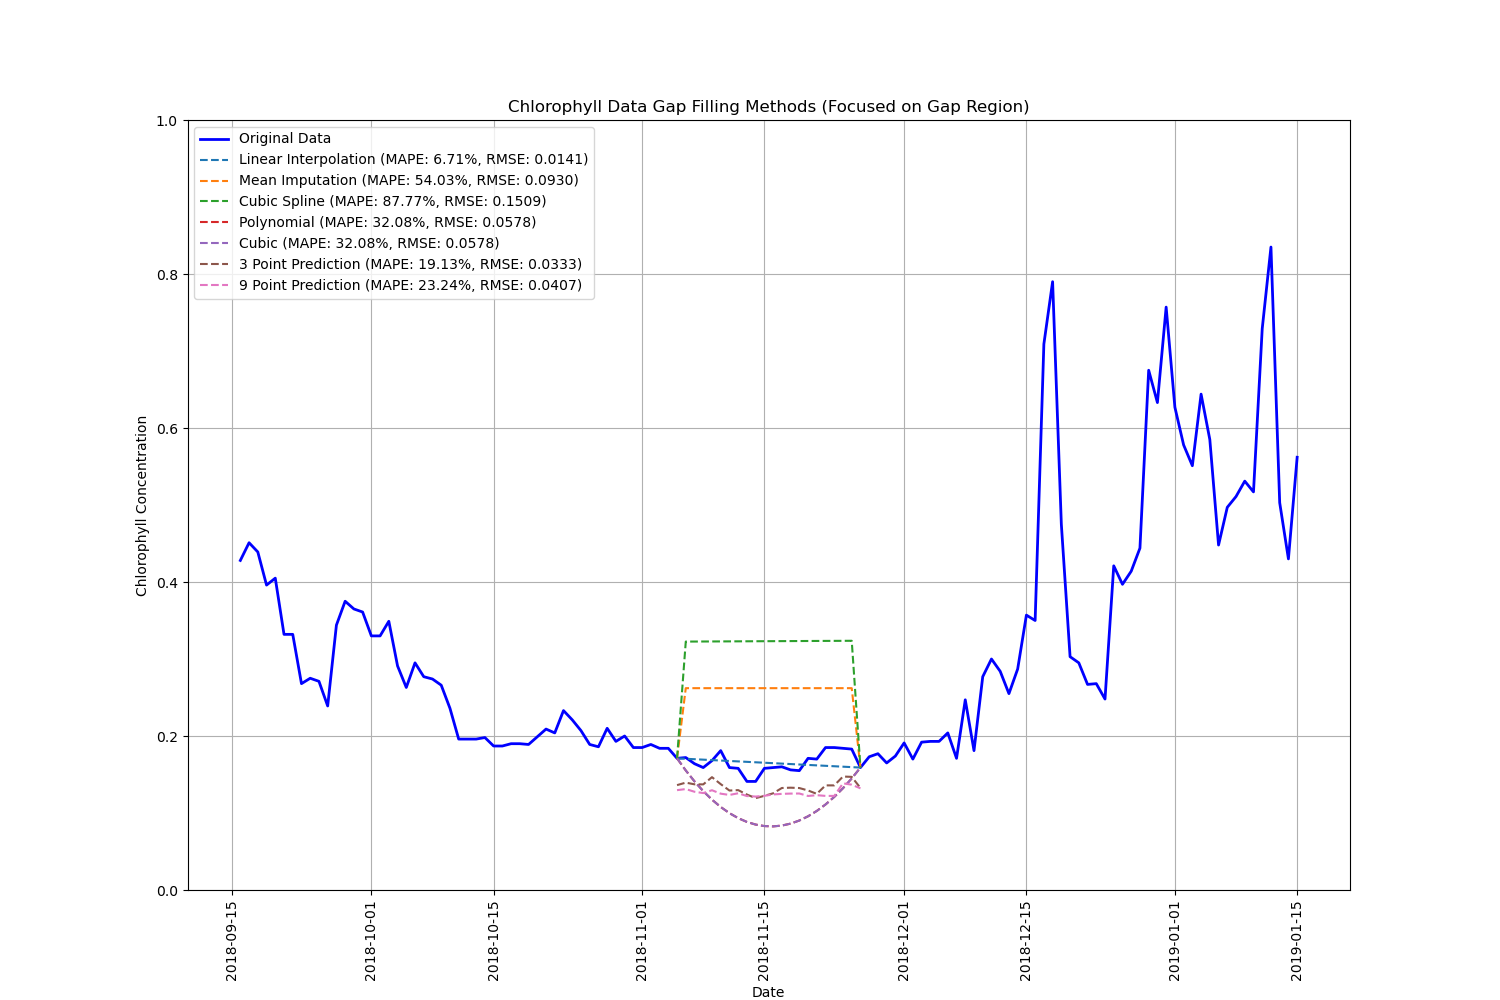 Chlorophyll Data Gap Filling Methods (Focused on Gap Region)
Original Data
Linear Interpolation (MAPE: 6.71%, RMSE: 0.0141)
Mean Imputation (MAPE: 54.03%, RMSE: 0.0930)
Cubic Spline (MAPE: 87.77%, RMSE: 0.1509)
Polynomial (MAPE: 32.08%, RMSE: 0.0578)
Cubic (MAPE: 32.08%, RMSE: 0.0578)
3 Point Prediction (MAPE: 19.13%, RMSE: 0.0333)
9 Point Prediction (MAPE: 23.24%, RMSE: 0.0407)
Chlorophyll Concentration
1.0
0.8
0.6
0.4
0.2
0.0
2018-09-15
2018-10-01
2018-10-15
2018-11-01
2018-11-15
2018-12-01
2018-12-15
2019-01-01
2019-01-15
Date